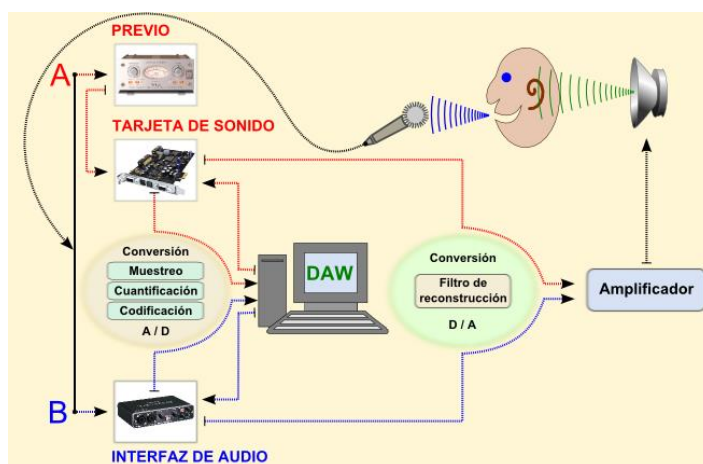 PREVIO
A
TARJETA DE SONIDO
Conversión
Muestreo
Cuantificación
Codificación
A / D
DAW
Conversión
Filtro de
reconstrucción
D / A
Amplificador
B
INTERFAZ DE AUDIO